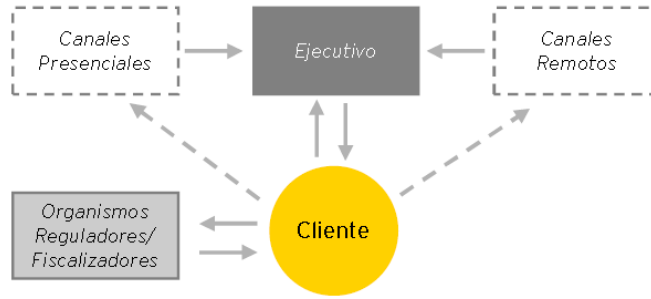 Canales
Presenciales
Ejecutivo
Canales
Remotos
Organismos
Reguladores/
Fiscalizadores
Cliente